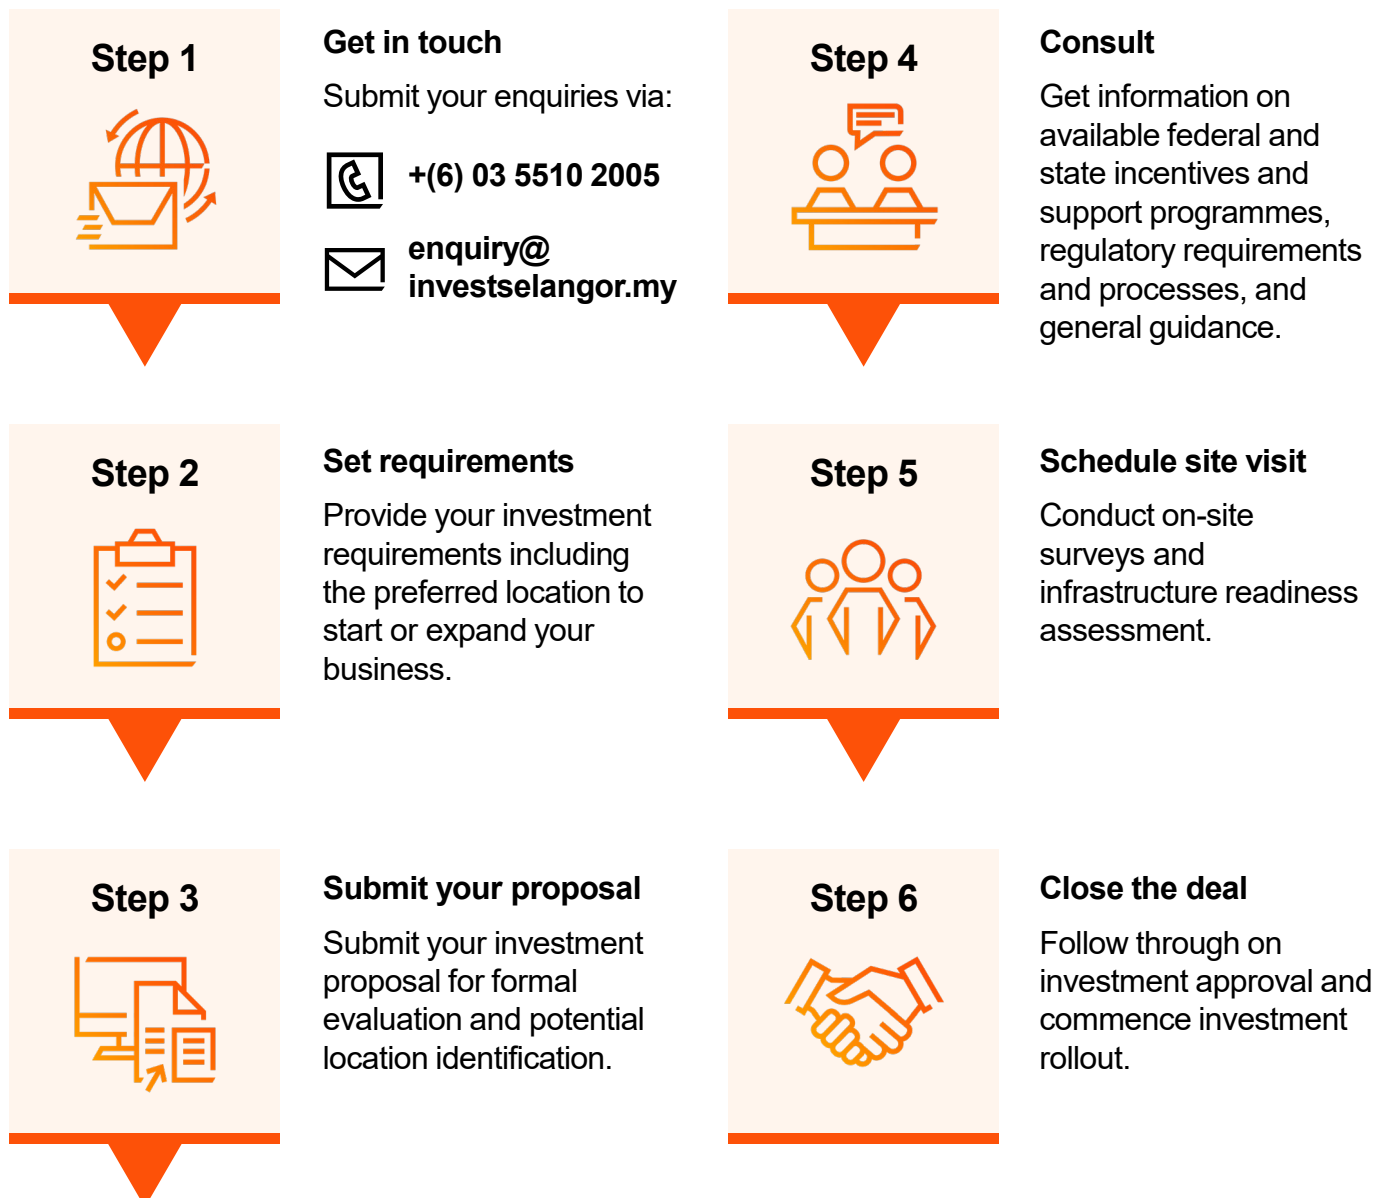 Step 1
Get in touch
Submit your enquiries via:
+(6) 03 5510 2005
enquiry@
investselangor.my
Step 2
Set requirements
Provide your investment
requirements including
the preferred location to
start or expand your
business.
Step 3
Submit your proposal
Submit your investment
proposal for formal
evaluation and potential
location identification.
Step 4
Consult
Get information on
available federal and
state incentives and
support programmes,
regulatory requirements
and processes, and
general guidance.
Step 5
Schedule site visit
Conduct on-site
surveys and
infrastructure readiness
assessment.
Step 6
Close the deal
Follow through on
investment approval and
commence investment
rollout.